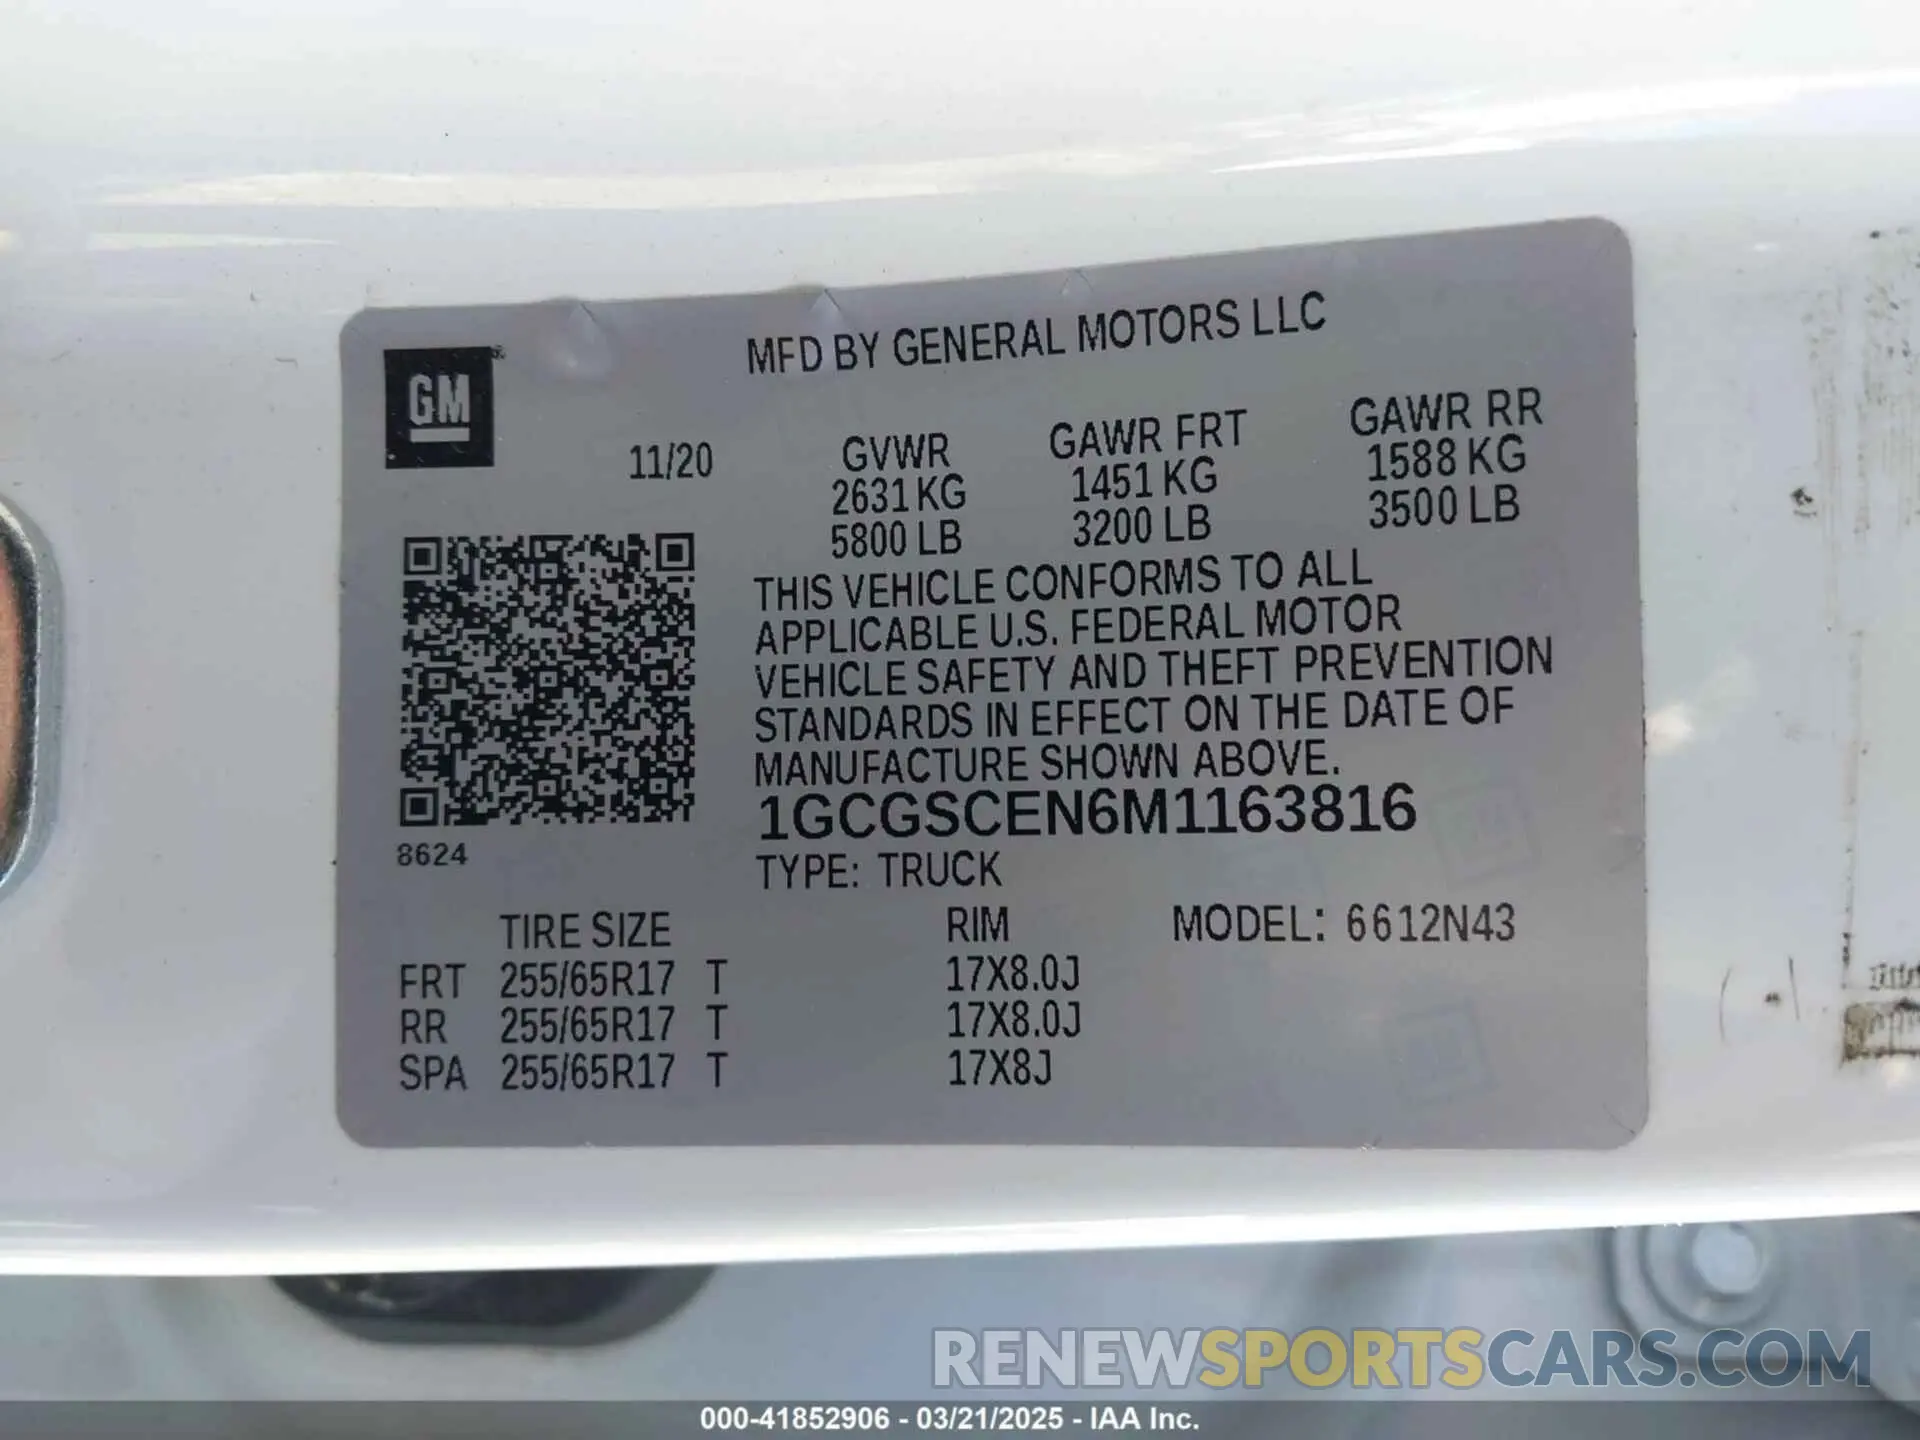 MFD BY GENERAL MOTORS LLC
GM
11/20
GVWR GAWR FRT GAWR RR
2631 KG 1451 KG 1588 KG
5800 LB 3200 LB 3500 LB
THIS VEHICLE CONFORMS TO ALL
APPLICABLE U.S. FEDERAL MOTOR
VEHICLE SAFETY AND THEFT PREVENTION
STANDARDS IN EFFECT ON THE DATE OF
MANUFACTURE SHOWN ABOVE.
1GCGSCEN6M1163816
8624
TYPE: TRUCK
TIRE SIZE RIM MODEL: 6612N43
FRT 255/65R17 T 17X8.0J
RR 255/65R17 T 17X8.0J
SPA 255/65R17 T 17X8J
RENEWSPORTSCARS.COM
000-41852906 - 03/21/2025 - IAA Inc.